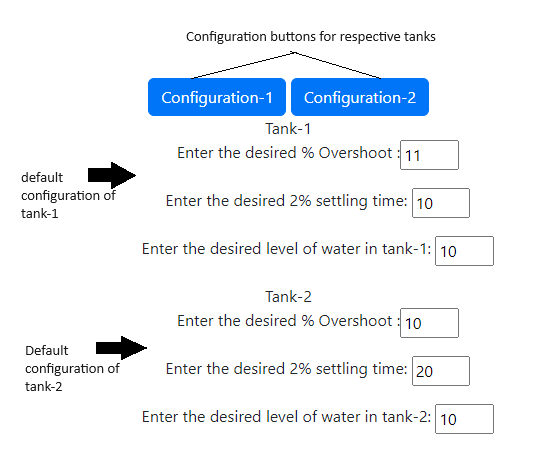 Configuration buttons for respective tanks
Configuration-1 Configuration-2
Tank-1
Enter the desired % Overshoot : 11
default
configuration of
tank-1
Enter the desired 2% settling time: 10
Enter the desired level of water in tank-1: 10
Tank-2
Enter the desired % Overshoot : 10
Default
configuration of
tank-2
Enter the desired 2% settling time: 20
Enter the desired level of water in tank-2: 10